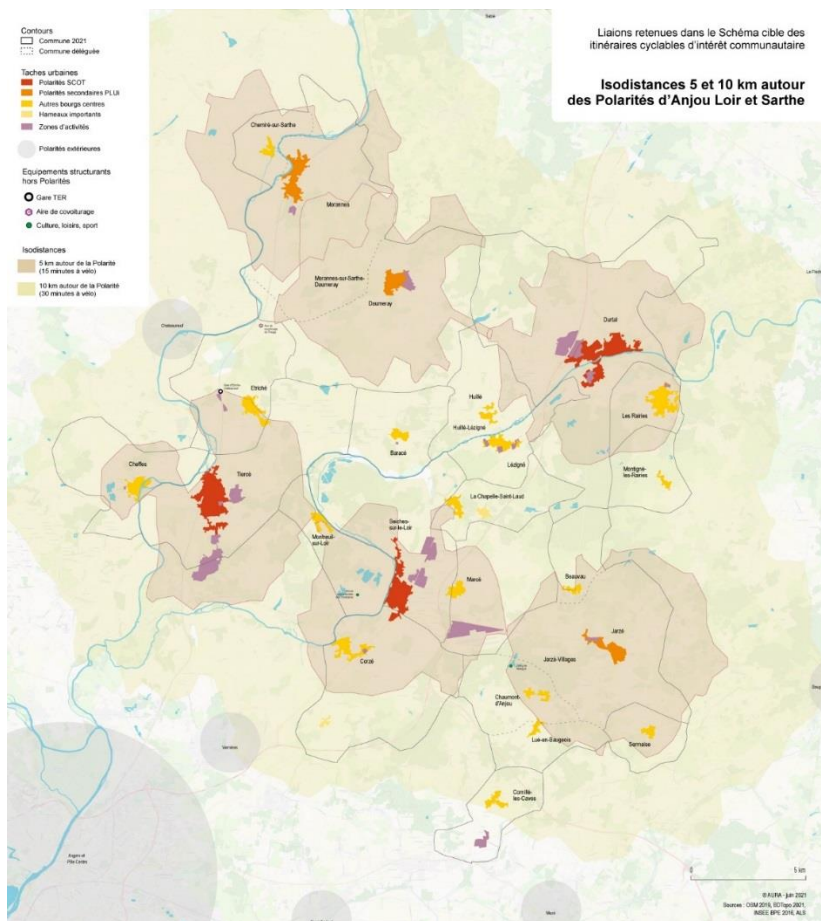 Liaions retenues dans le Schéma cible des
itinéraires cyclables d'intérêt communautaire
Isodistances 5 et 10 km autour
des Polarités d'Anjou Loir et Sarthe
Contours
Commune 2021
Commune déléguée
Taches urbaines
Polarités SCOT
Polarités secondaires PLUi
Autres bourgs centres
Hameaux importants
Zones d'activités
Polarités extérieures
Equipements structurants
hors Polarités
Gare TER
Aire de covoiturage
Culture, loisirs, sport
Isodistances
5 km autour de la Polarité
(15 minutes à vélo)
10 km autour de la Polarité
(30 minutes à vélo)
Chemiré-sur-Sarthe
Morannes
Morannes-sur-Sarthe-
Daumeray
Daumeray
Durtal
Châteauneuf
Etriché
Huillé
Huillé-Lézigné
Les Rairies
Baracé
Lézigné
Montigné-
les-Rairies
Cheffes
Tiercé
La Chapelle-Saint-Laud
Seiches-
sur-le-Loir
Montreuil-
sur-Loir
Marcé
Beauvau
Jarzé
Corzé
Jarzé-Villages
Chaumont-
d'Anjou
Lué-en-Baugeois
Sermaise
Cornillé-
les-Caves
Verrières
Angers et
Pôle Centre
5 km
© AURA - juin 2021
Sources : OSM 2019, BDTopo 2021,
INSEE BPE 2018, ALS